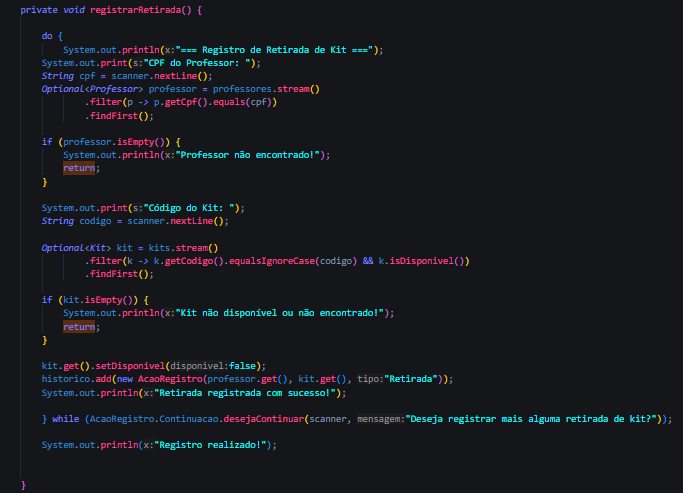 private void registrarRetirada() {
do {
System.out.println(x:"=== Registro de Retirada de Kit ===");
System.out.print(s:"CPF do Professor: ");
String cpf = scanner.nextLine();
Optional<Professor> professor = professores.stream()
.filter(p -> p.getCpf().equals(cpf))
.findFirst();
if (professor.isEmpty()) {
System.out.println(x:"Professor não encontrado!");
return;
}
System.out.print(s:"Código do Kit: ");
String codigo = scanner.nextLine();
Optional<Kit> kit = kits.stream()
.filter(k -> k.getCodigo().equalsIgnoreCase(codigo) && k.isDisponivel())
.findFirst();
if (kit.isEmpty()) {
System.out.println(x:"Kit não disponível ou não encontrado!");
return;
}
kit.get().setDisponivel(disponivel:false);
historico.add(new AcaoRegistro(professor.get(), kit.get(), tipo:"Retirada"));
System.out.println(x:"Retirada registrada com sucesso!");
} while (AcaoRegistro.Continuacao.desejaContinuar(scanner, mensagem:"Deseja registrar mais alguma retirada de kit?"));
System.out.println(x:"Registro realizado!");
}